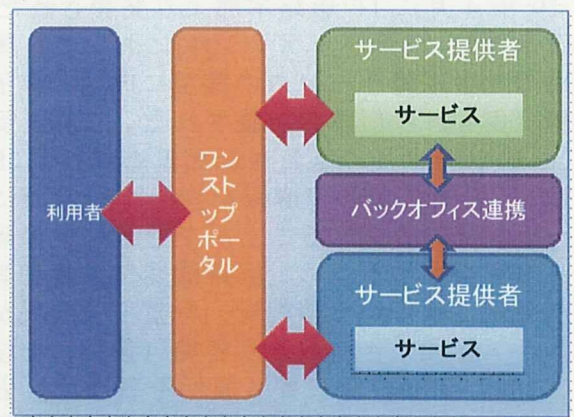 利用者
ワン
スト
ップ
ポー
タル
サービス提供者
サービス
バックオフィス連携
サービス提供者
サービス